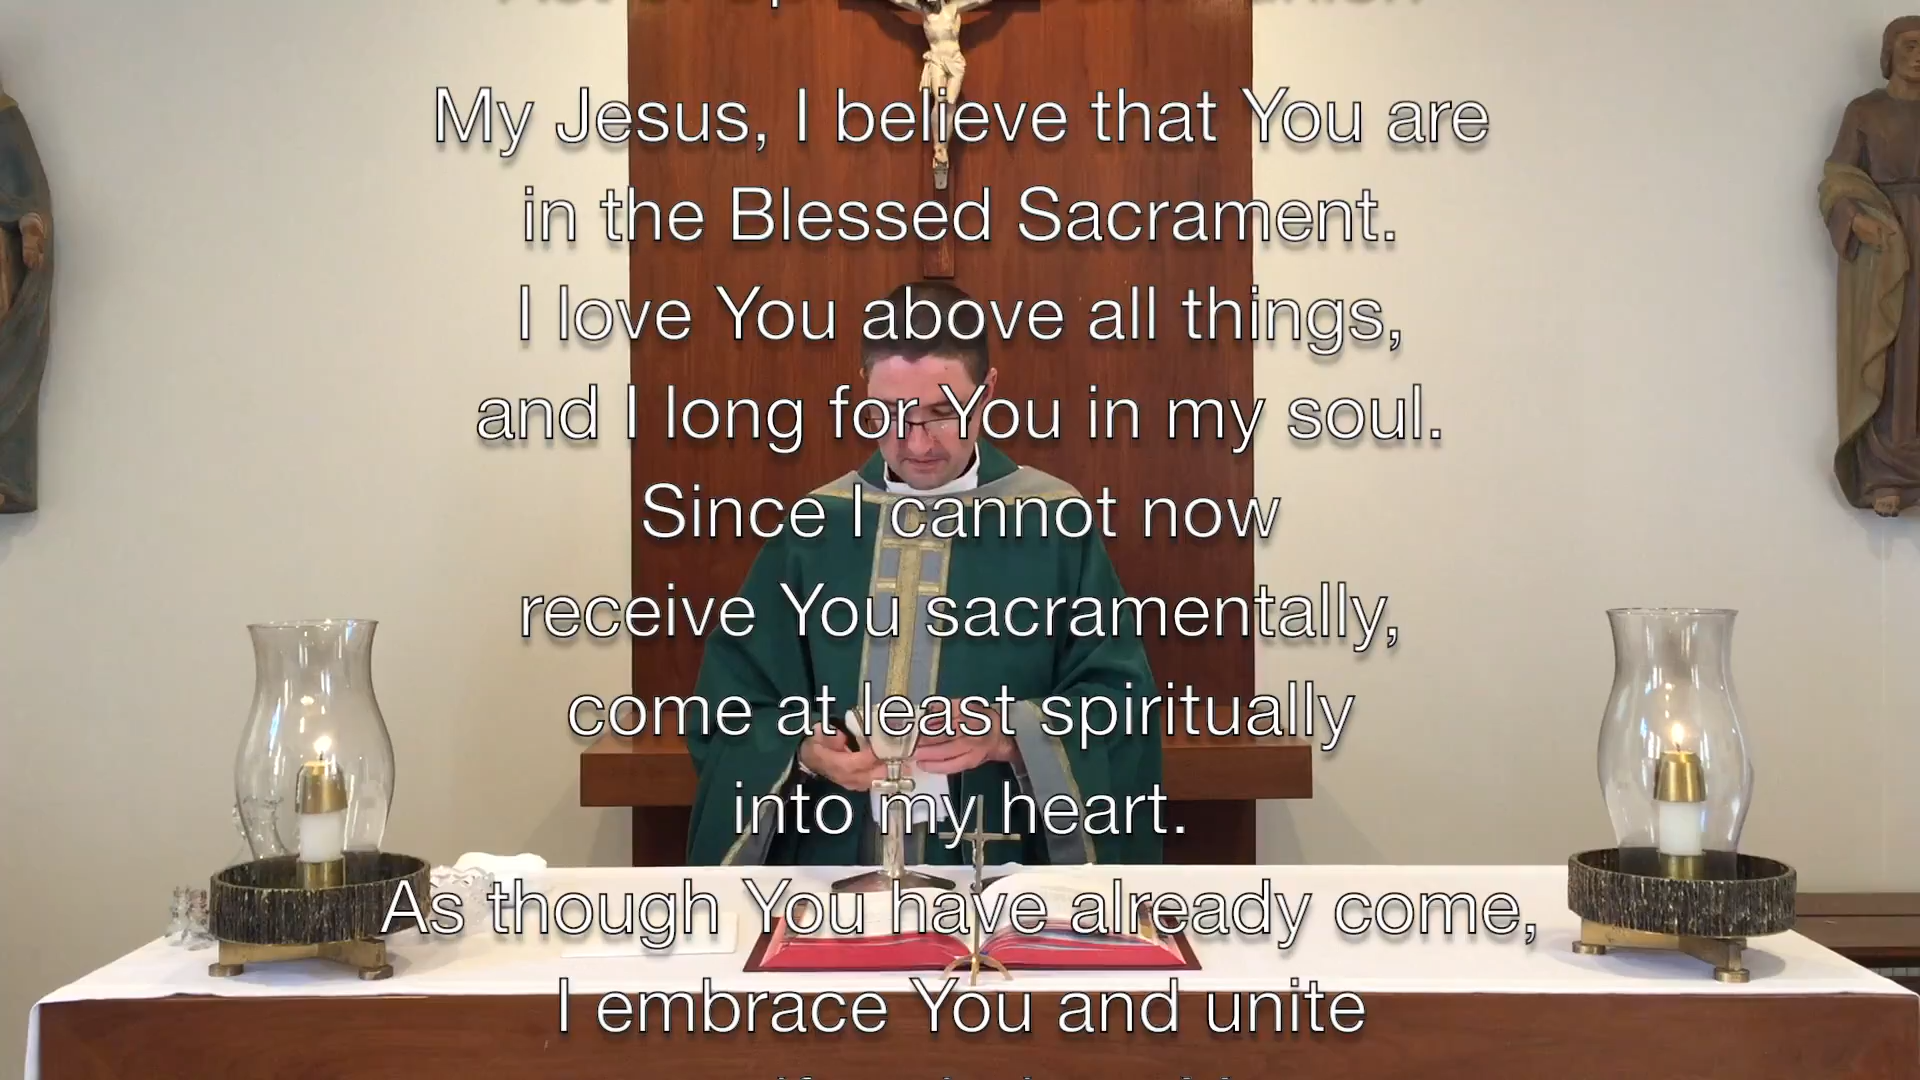 My Jesus, I believe that You are
in the Blessed Sacrament.
I love You above all things,
and I long for You in my soul.
Since I cannot now
receive You sacramentally,
come at least spiritually
into my heart.
As though You have already come,
I embrace You and unite